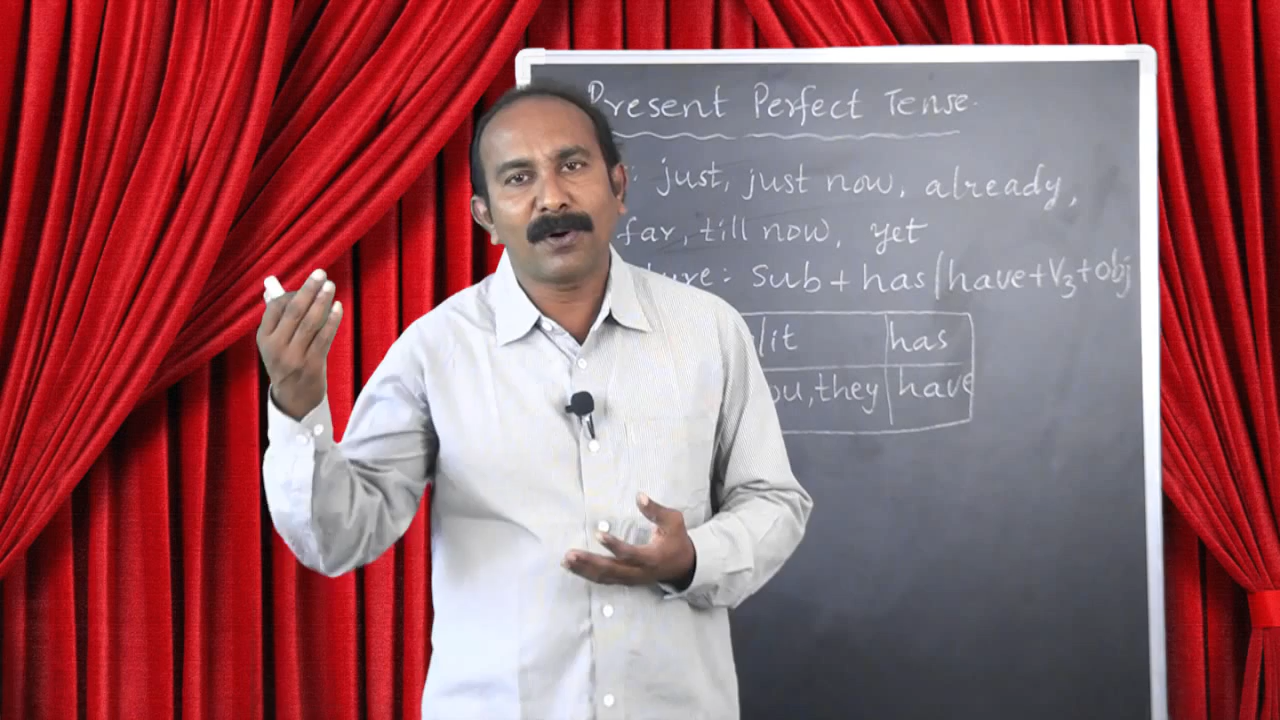 Present Perfect Tense.
: just, just now, already,
far, till now, yet
: Sub + has/have+V3+obj
/it has
, they have